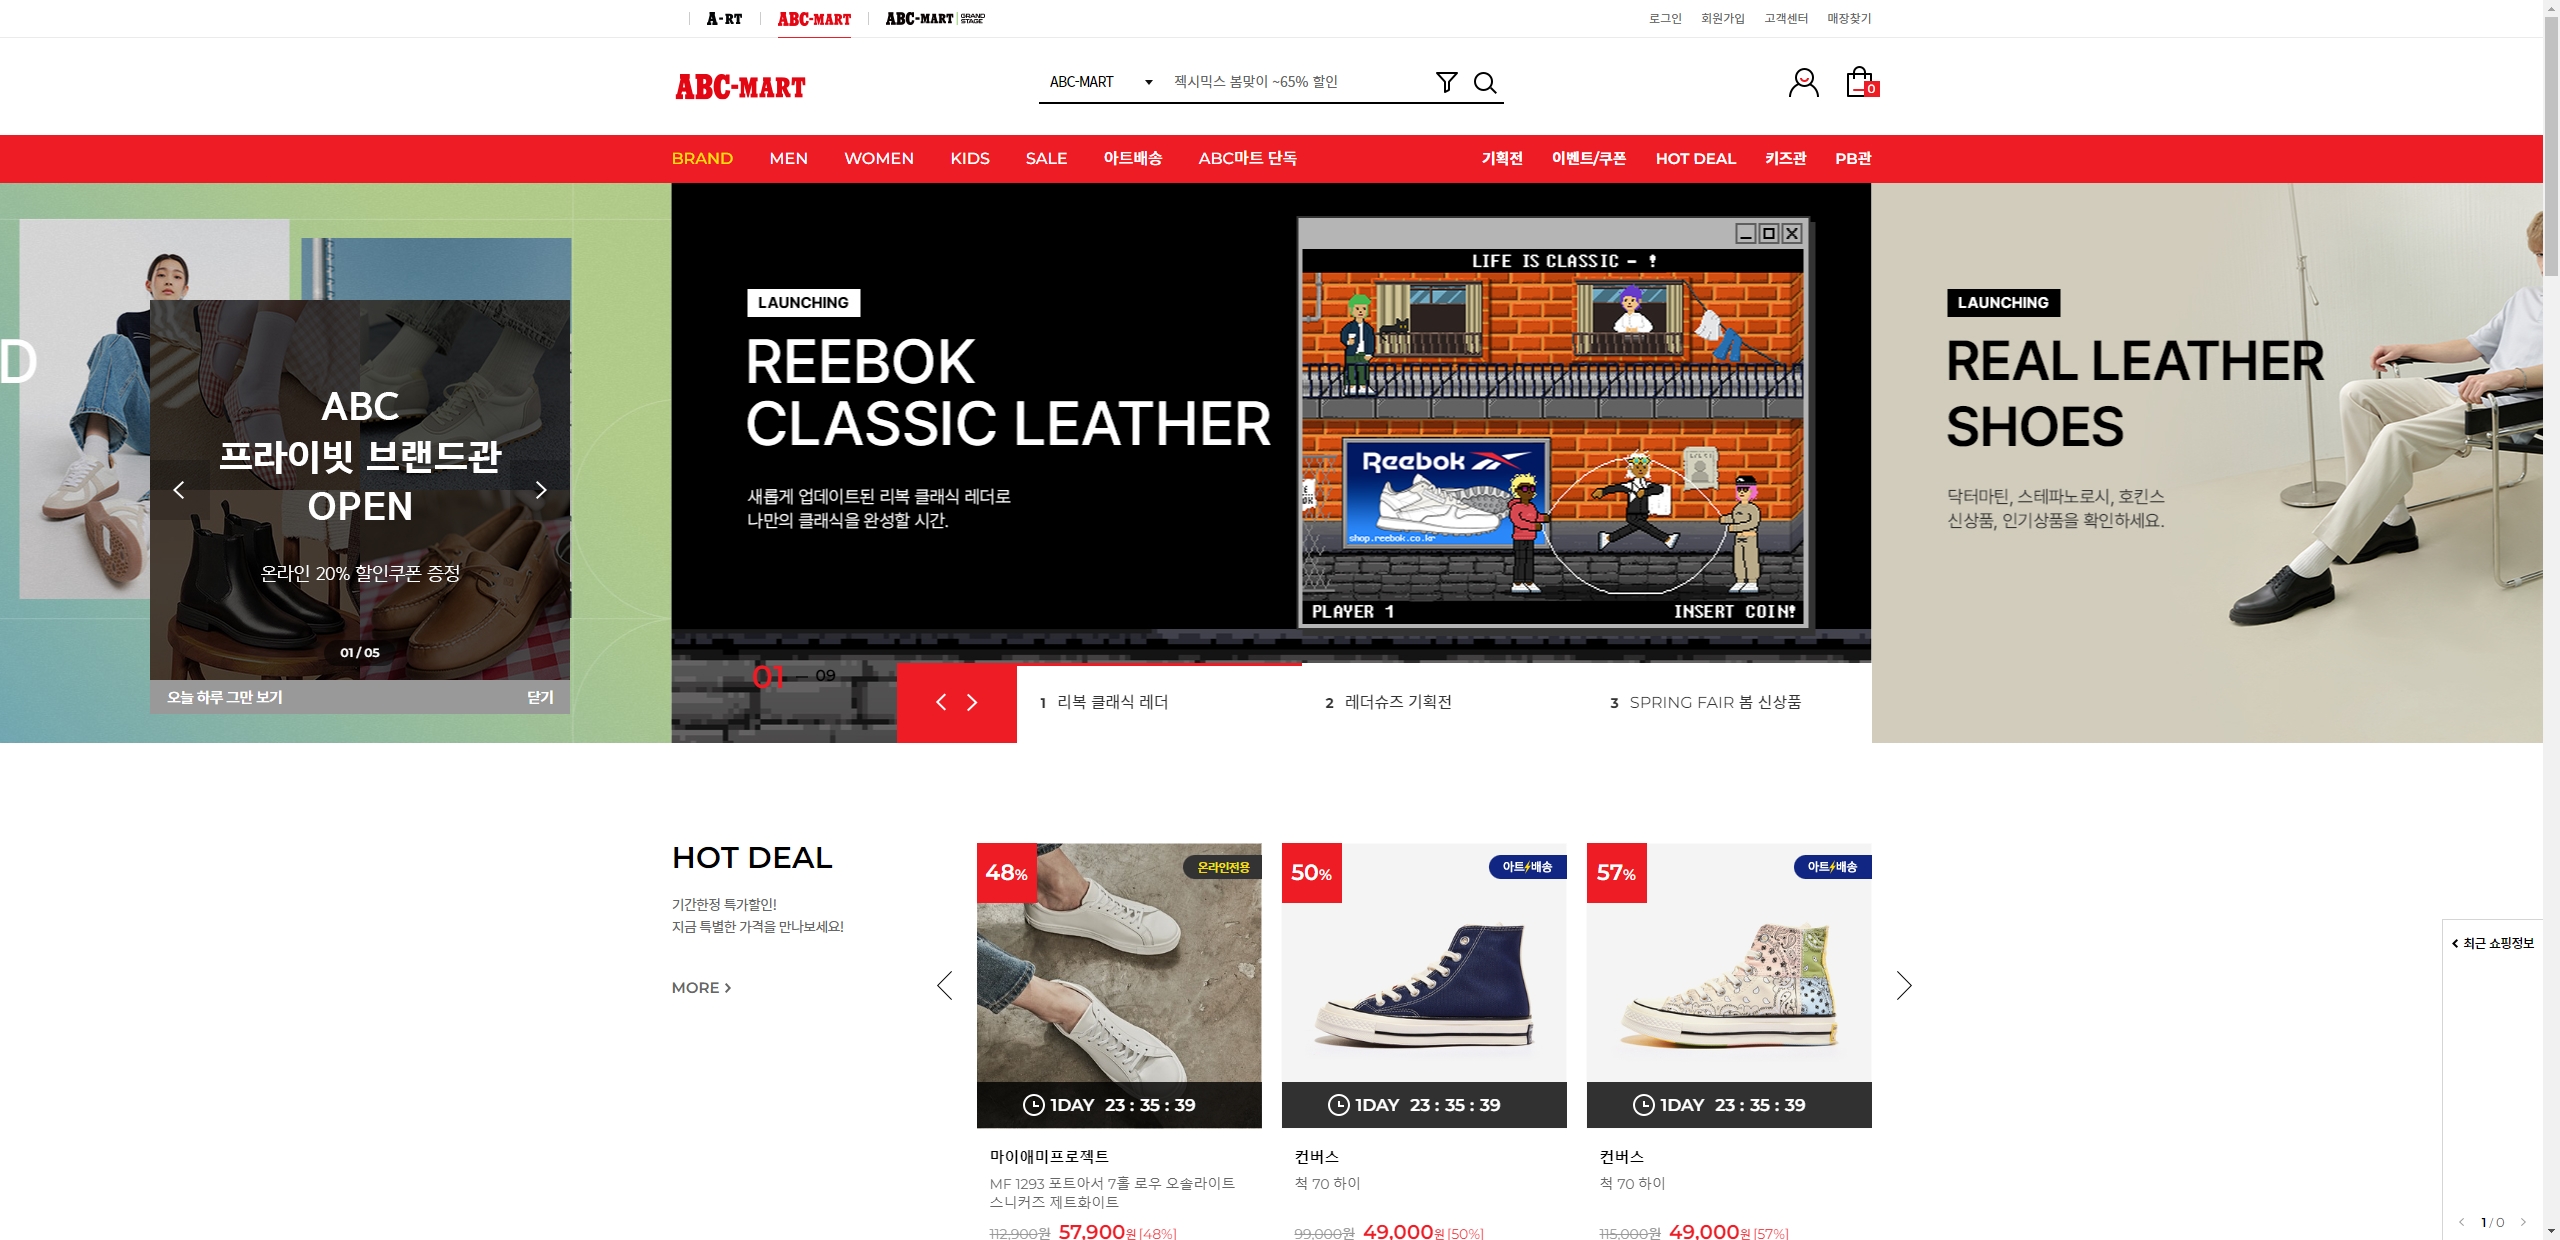 A-RT
ABC-MART
ABC-MART GRAND STAGE
로그인 회원가입 고객센터 매장찾기
ABC-MART
ABC-MART
젝시믹스 봄맞이 ~65% 할인
0
BRAND MEN WOMEN KIDS SALE 아트배송 ABC마트 단독
기획전 이벤트/쿠폰 HOT DEAL 키즈관 PB관
D
ABC
프라이빗 브랜드관
OPEN
온라인 20% 할인쿠폰 증정
01 / 05
오늘 하루 그만 보기
닫기
LAUNCHING
REEBOK
CLASSIC LEATHER
새롭게 업데이트된 리복 클래식 레더로
나만의 클래식을 완성할 시간.
LIFE IS CLASSIC - !
Reebok
shop.reebok.co.kr
PLAYER 1
INSERT COIN!
01 — 09
1 리복 클래식 레더
2 레더슈즈 기획전
3 SPRING FAIR 봄 신상품
LAUNCHING
REAL LEATHER
SHOES
닥터마틴, 스테파노로시, 호킨스
신상품, 인기상품을 확인하세요.
HOT DEAL
기간한정 특가할인!
지금 특별한 가격을 만나보세요!
MORE
48%
온라인전용
1DAY 23 : 35 : 39
마이애미프로젝트
MF 1293 포트아서 7홀 로우 오솔라이트
스니커즈 제트화이트
112,900원 57,900원 [48%]
50%
아트배송
1DAY 23 : 35 : 39
컨버스
척 70 하이
99,000원 49,000원 [50%]
57%
아트배송
1DAY 23 : 35 : 39
컨버스
척 70 하이
115,000원 49,000원 [57%]
최근 쇼핑정보
1 / 0